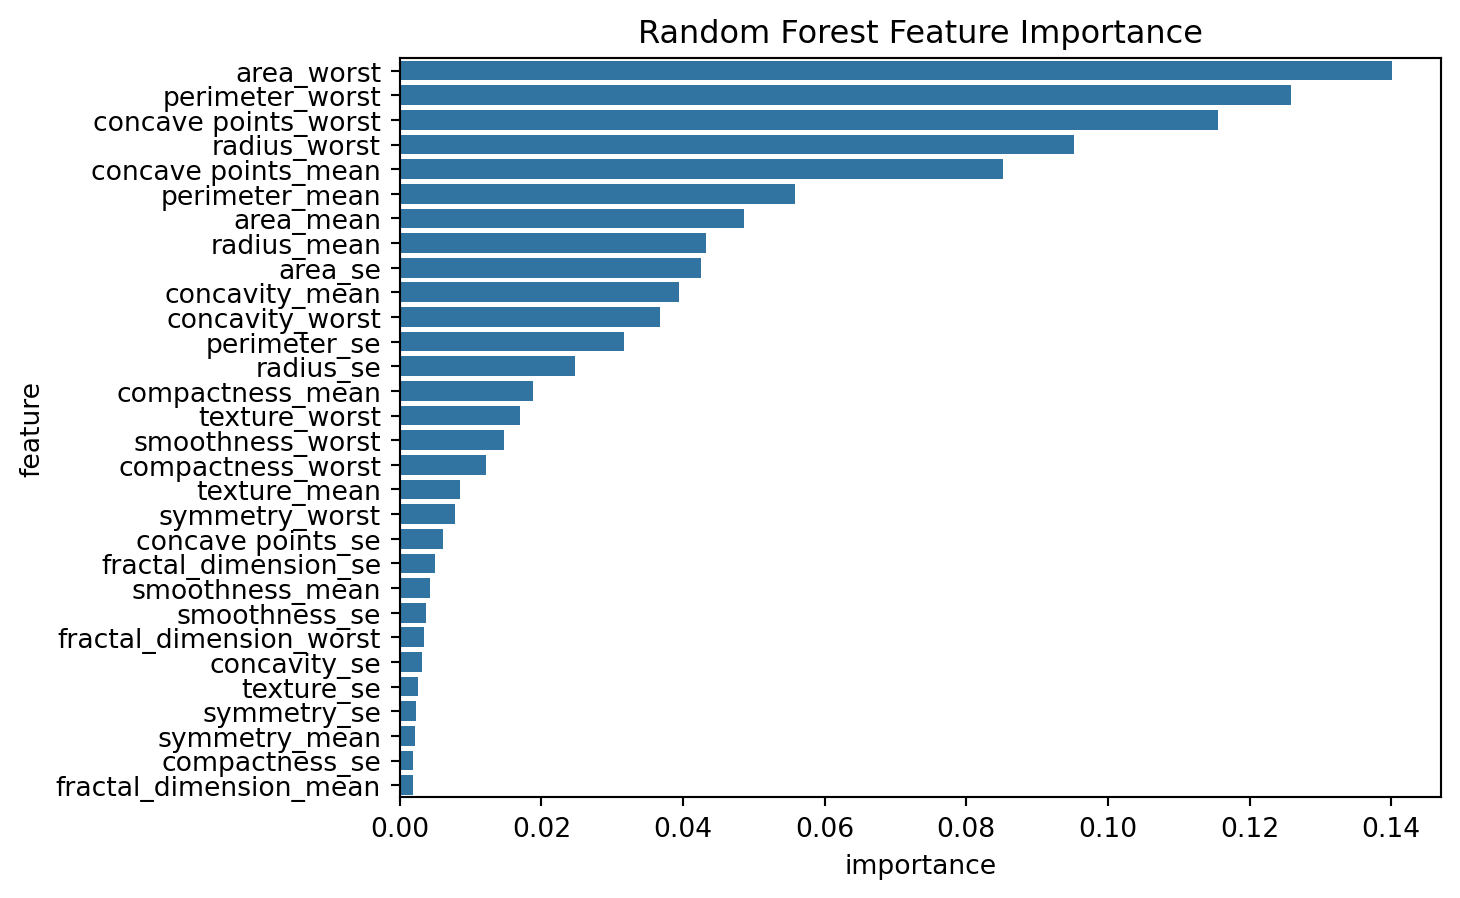 Random Forest Feature Importance
area_worst
perimeter_worst
concave points_worst
radius_worst
concave points_mean
perimeter_mean
area_mean
radius_mean
area_se
concavity_mean
concavity_worst
perimeter_se
radius_se
compactness_mean
texture_worst
smoothness_worst
compactness_worst
texture_mean
symmetry_worst
concave points_se
fractal_dimension_se
smoothness_mean
smoothness_se
fractal_dimension_worst
concavity_se
texture_se
symmetry_se
symmetry_mean
compactness_se
fractal_dimension_mean
feature
0.00 0.02 0.04 0.06 0.08 0.10 0.12 0.14
importance